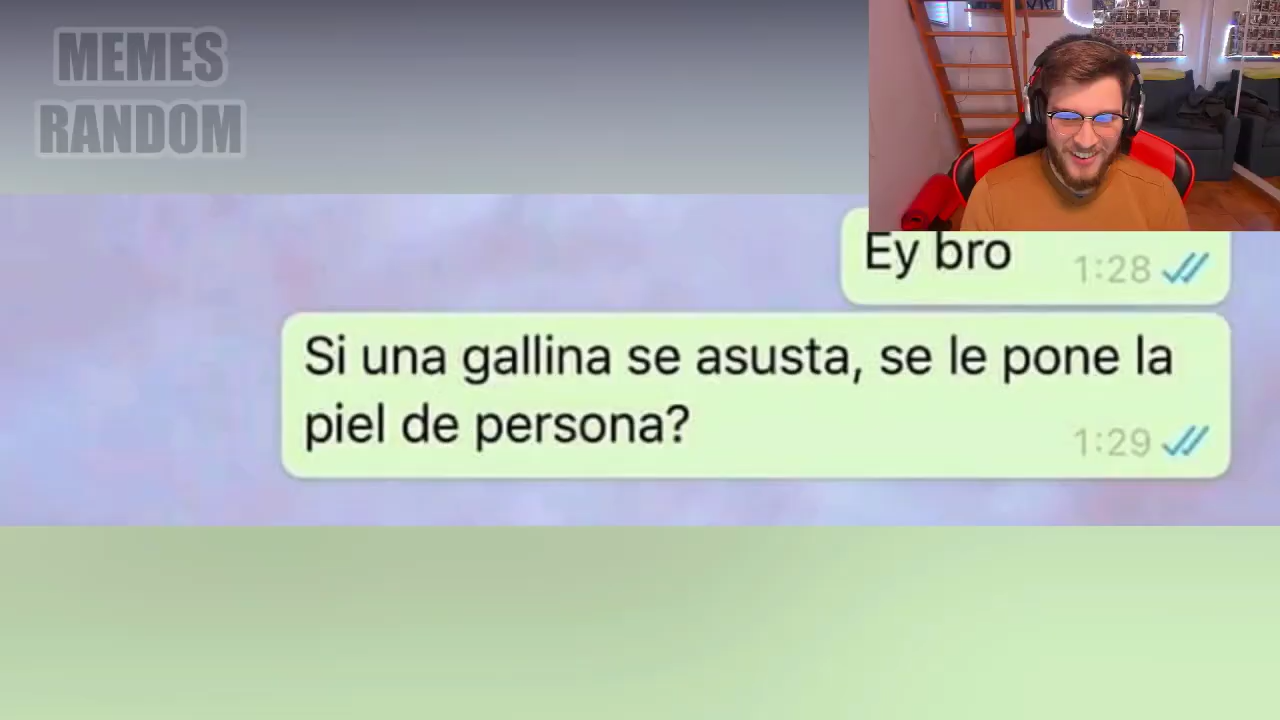 MEMES
RANDOM
Ey bro 1:28
Si una gallina se asusta, se le pone la
piel de persona?
1:29